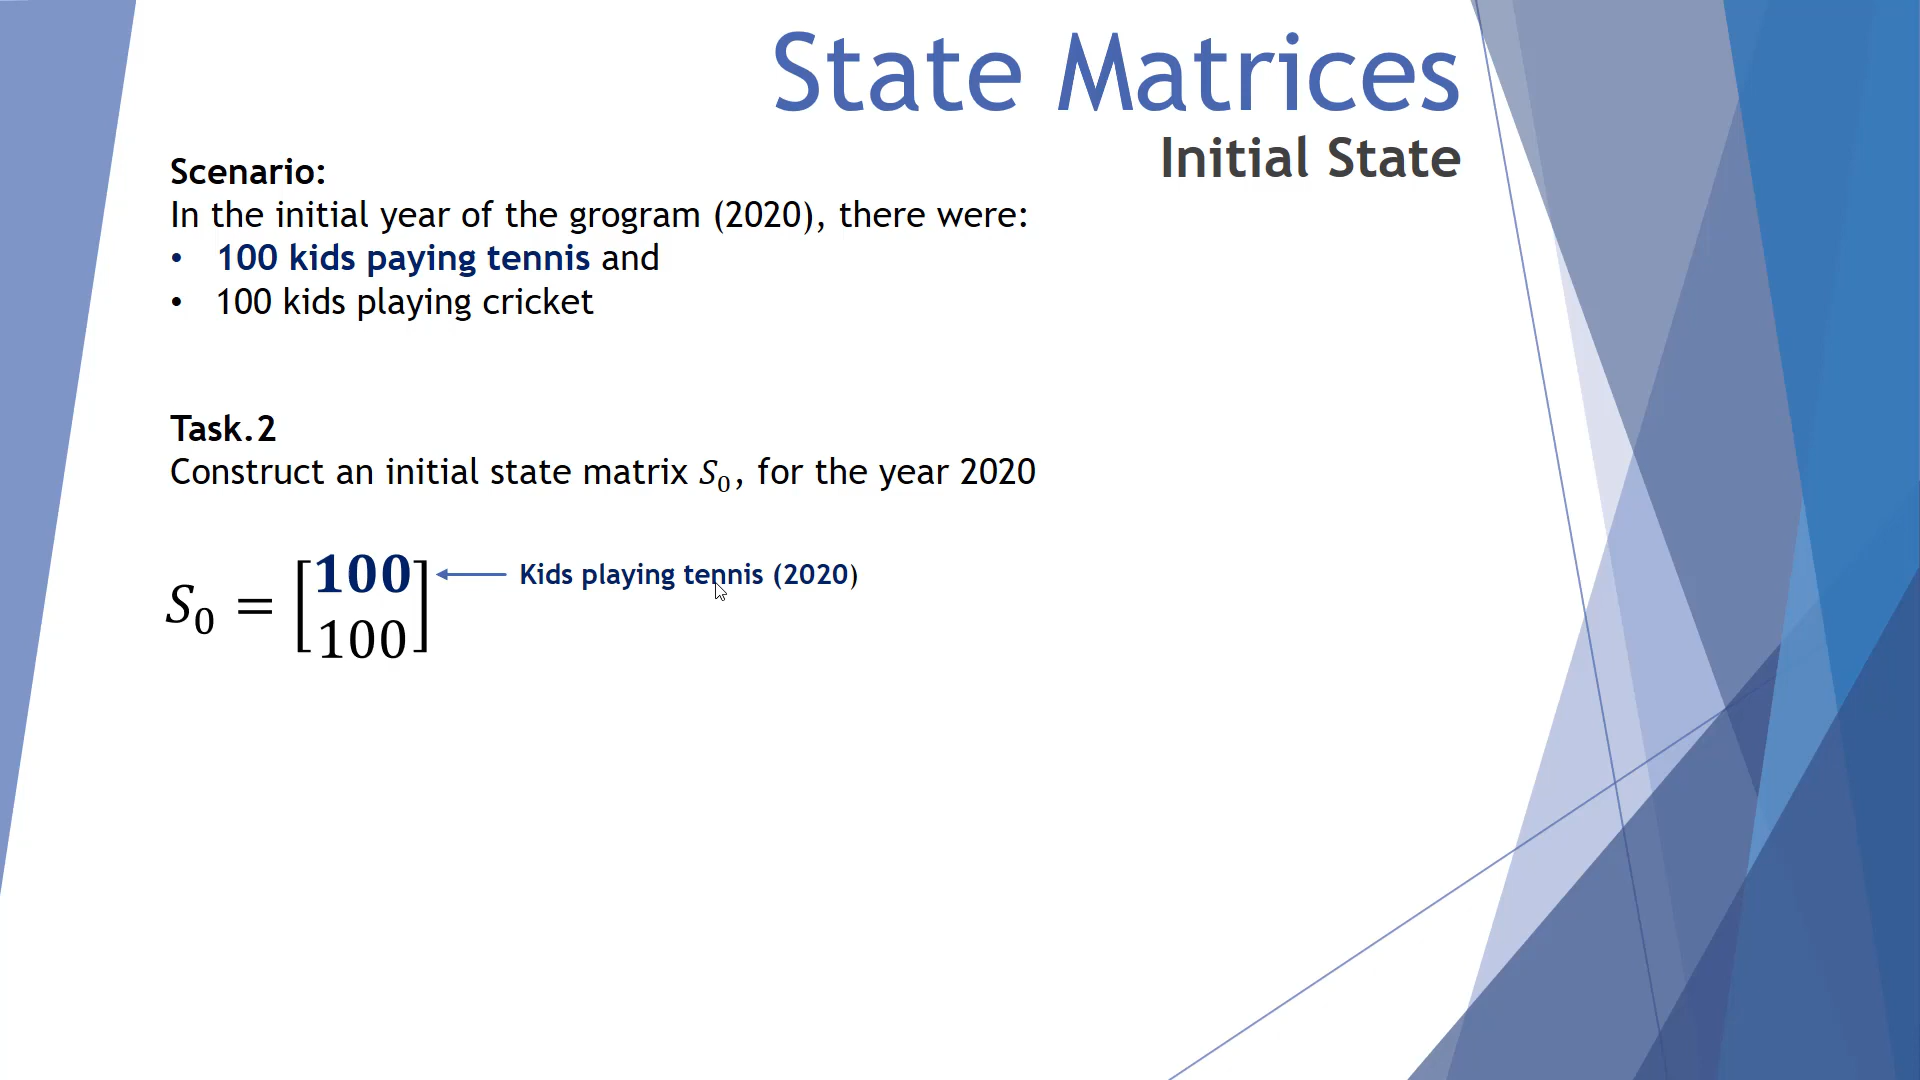 State Matrices
Initial State
Scenario:
In the initial year of the grogram (2020), there were:
• 100 kids paying tennis and
• 100 kids playing cricket
Task.2
Construct an initial state matrix S₀, for the year 2020
S₀ = [100
100]
Kids playing tennis (2020)